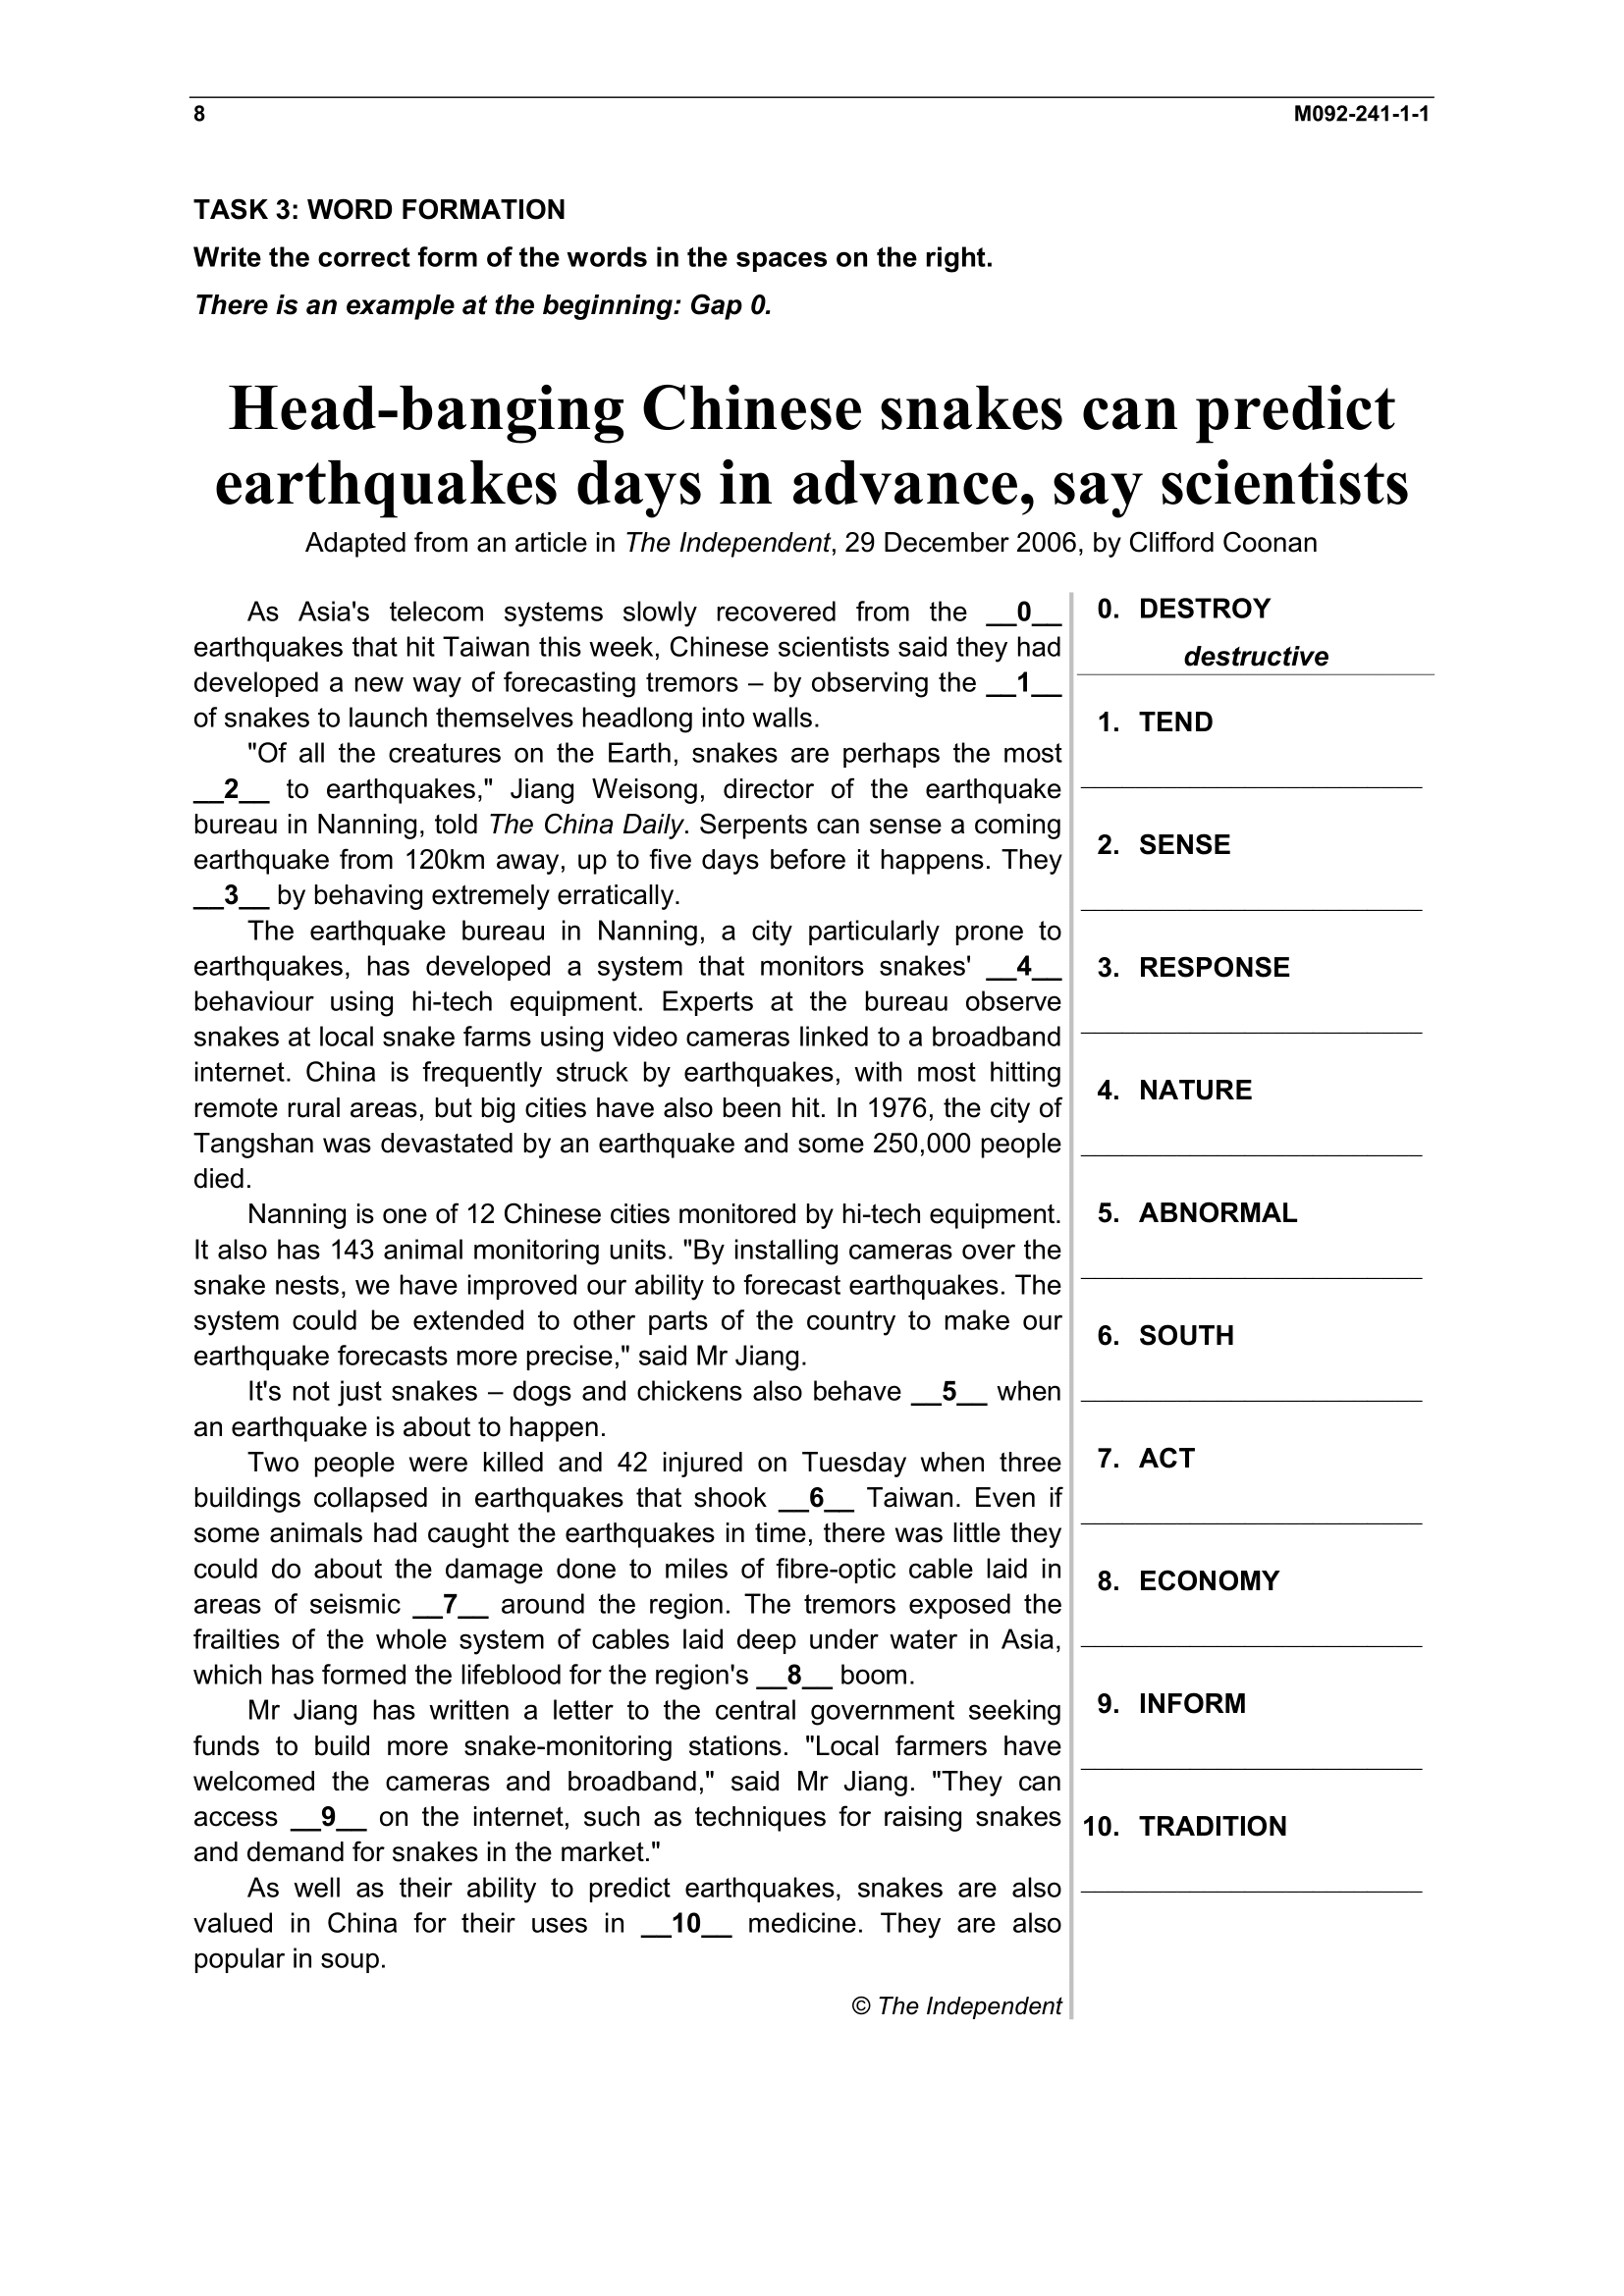 8
M092-241-1-1
TASK 3: WORD FORMATION
Write the correct form of the words in the spaces on the right.
There is an example at the beginning: Gap 0.
Head-banging Chinese snakes can predict
earthquakes days in advance, say scientists
Adapted from an article in The Independent, 29 December 2006, by Clifford Coonan
As Asia's telecom systems slowly recovered from the __0__
earthquakes that hit Taiwan this week, Chinese scientists said they had
developed a new way of forecasting tremors – by observing the __1__
of snakes to launch themselves headlong into walls.
"Of all the creatures on the Earth, snakes are perhaps the most
__2__ to earthquakes," Jiang Weisong, director of the earthquake
bureau in Nanning, told The China Daily. Serpents can sense a coming
earthquake from 120km away, up to five days before it happens. They
__3__ by behaving extremely erratically.
The earthquake bureau in Nanning, a city particularly prone to
earthquakes, has developed a system that monitors snakes' __4__
behaviour using hi-tech equipment. Experts at the bureau observe
snakes at local snake farms using video cameras linked to a broadband
internet. China is frequently struck by earthquakes, with most hitting
remote rural areas, but big cities have also been hit. In 1976, the city of
Tangshan was devastated by an earthquake and some 250,000 people
died.
Nanning is one of 12 Chinese cities monitored by hi-tech equipment.
It also has 143 animal monitoring units. "By installing cameras over the
snake nests, we have improved our ability to forecast earthquakes. The
system could be extended to other parts of the country to make our
earthquake forecasts more precise," said Mr Jiang.
It's not just snakes – dogs and chickens also behave __5__ when
an earthquake is about to happen.
Two people were killed and 42 injured on Tuesday when three
buildings collapsed in earthquakes that shook __6__ Taiwan. Even if
some animals had caught the earthquakes in time, there was little they
could do about the damage done to miles of fibre-optic cable laid in
areas of seismic __7__ around the region. The tremors exposed the
frailties of the whole system of cables laid deep under water in Asia,
which has formed the lifeblood for the region's __8__ boom.
Mr Jiang has written a letter to the central government seeking
funds to build more snake-monitoring stations. "Local farmers have
welcomed the cameras and broadband," said Mr Jiang. "They can
access __9__ on the internet, such as techniques for raising snakes
and demand for snakes in the market."
As well as their ability to predict earthquakes, snakes are also
valued in China for their uses in __10__ medicine. They are also
popular in soup.
© The Independent
0. DESTROY
destructive
1. TEND
2. SENSE
3. RESPONSE
4. NATURE
5. ABNORMAL
6. SOUTH
7. ACT
8. ECONOMY
9. INFORM
10. TRADITION